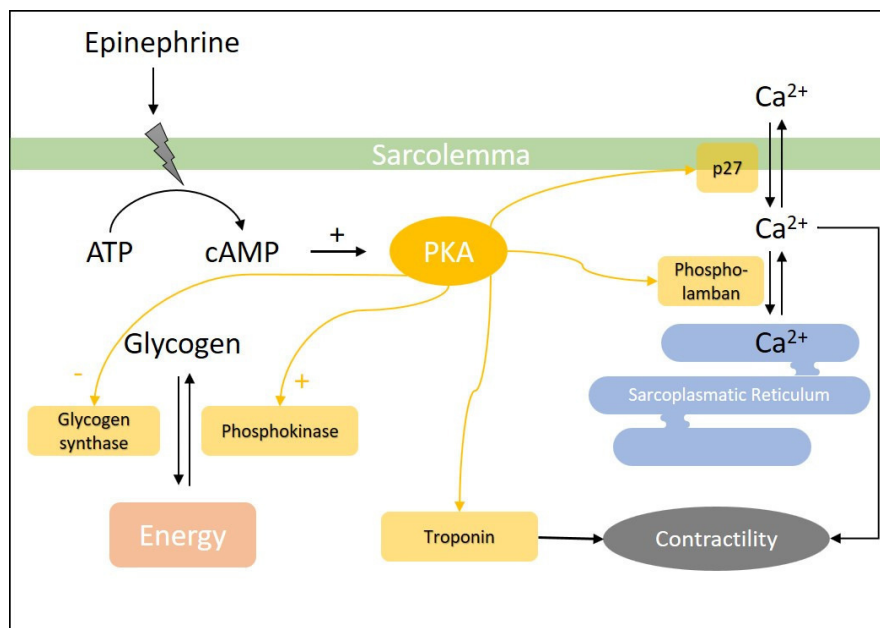 Epinephrine
Ca2+
Sarcolemma
p27
ATP
cAMP
+
PKA
Ca2+
Phospho-
lamban
Glycogen
Ca2+
-
+
Sarcoplasmatic Reticulum
Glycogen
synthase
Phosphokinase
Energy
Troponin
Contractility